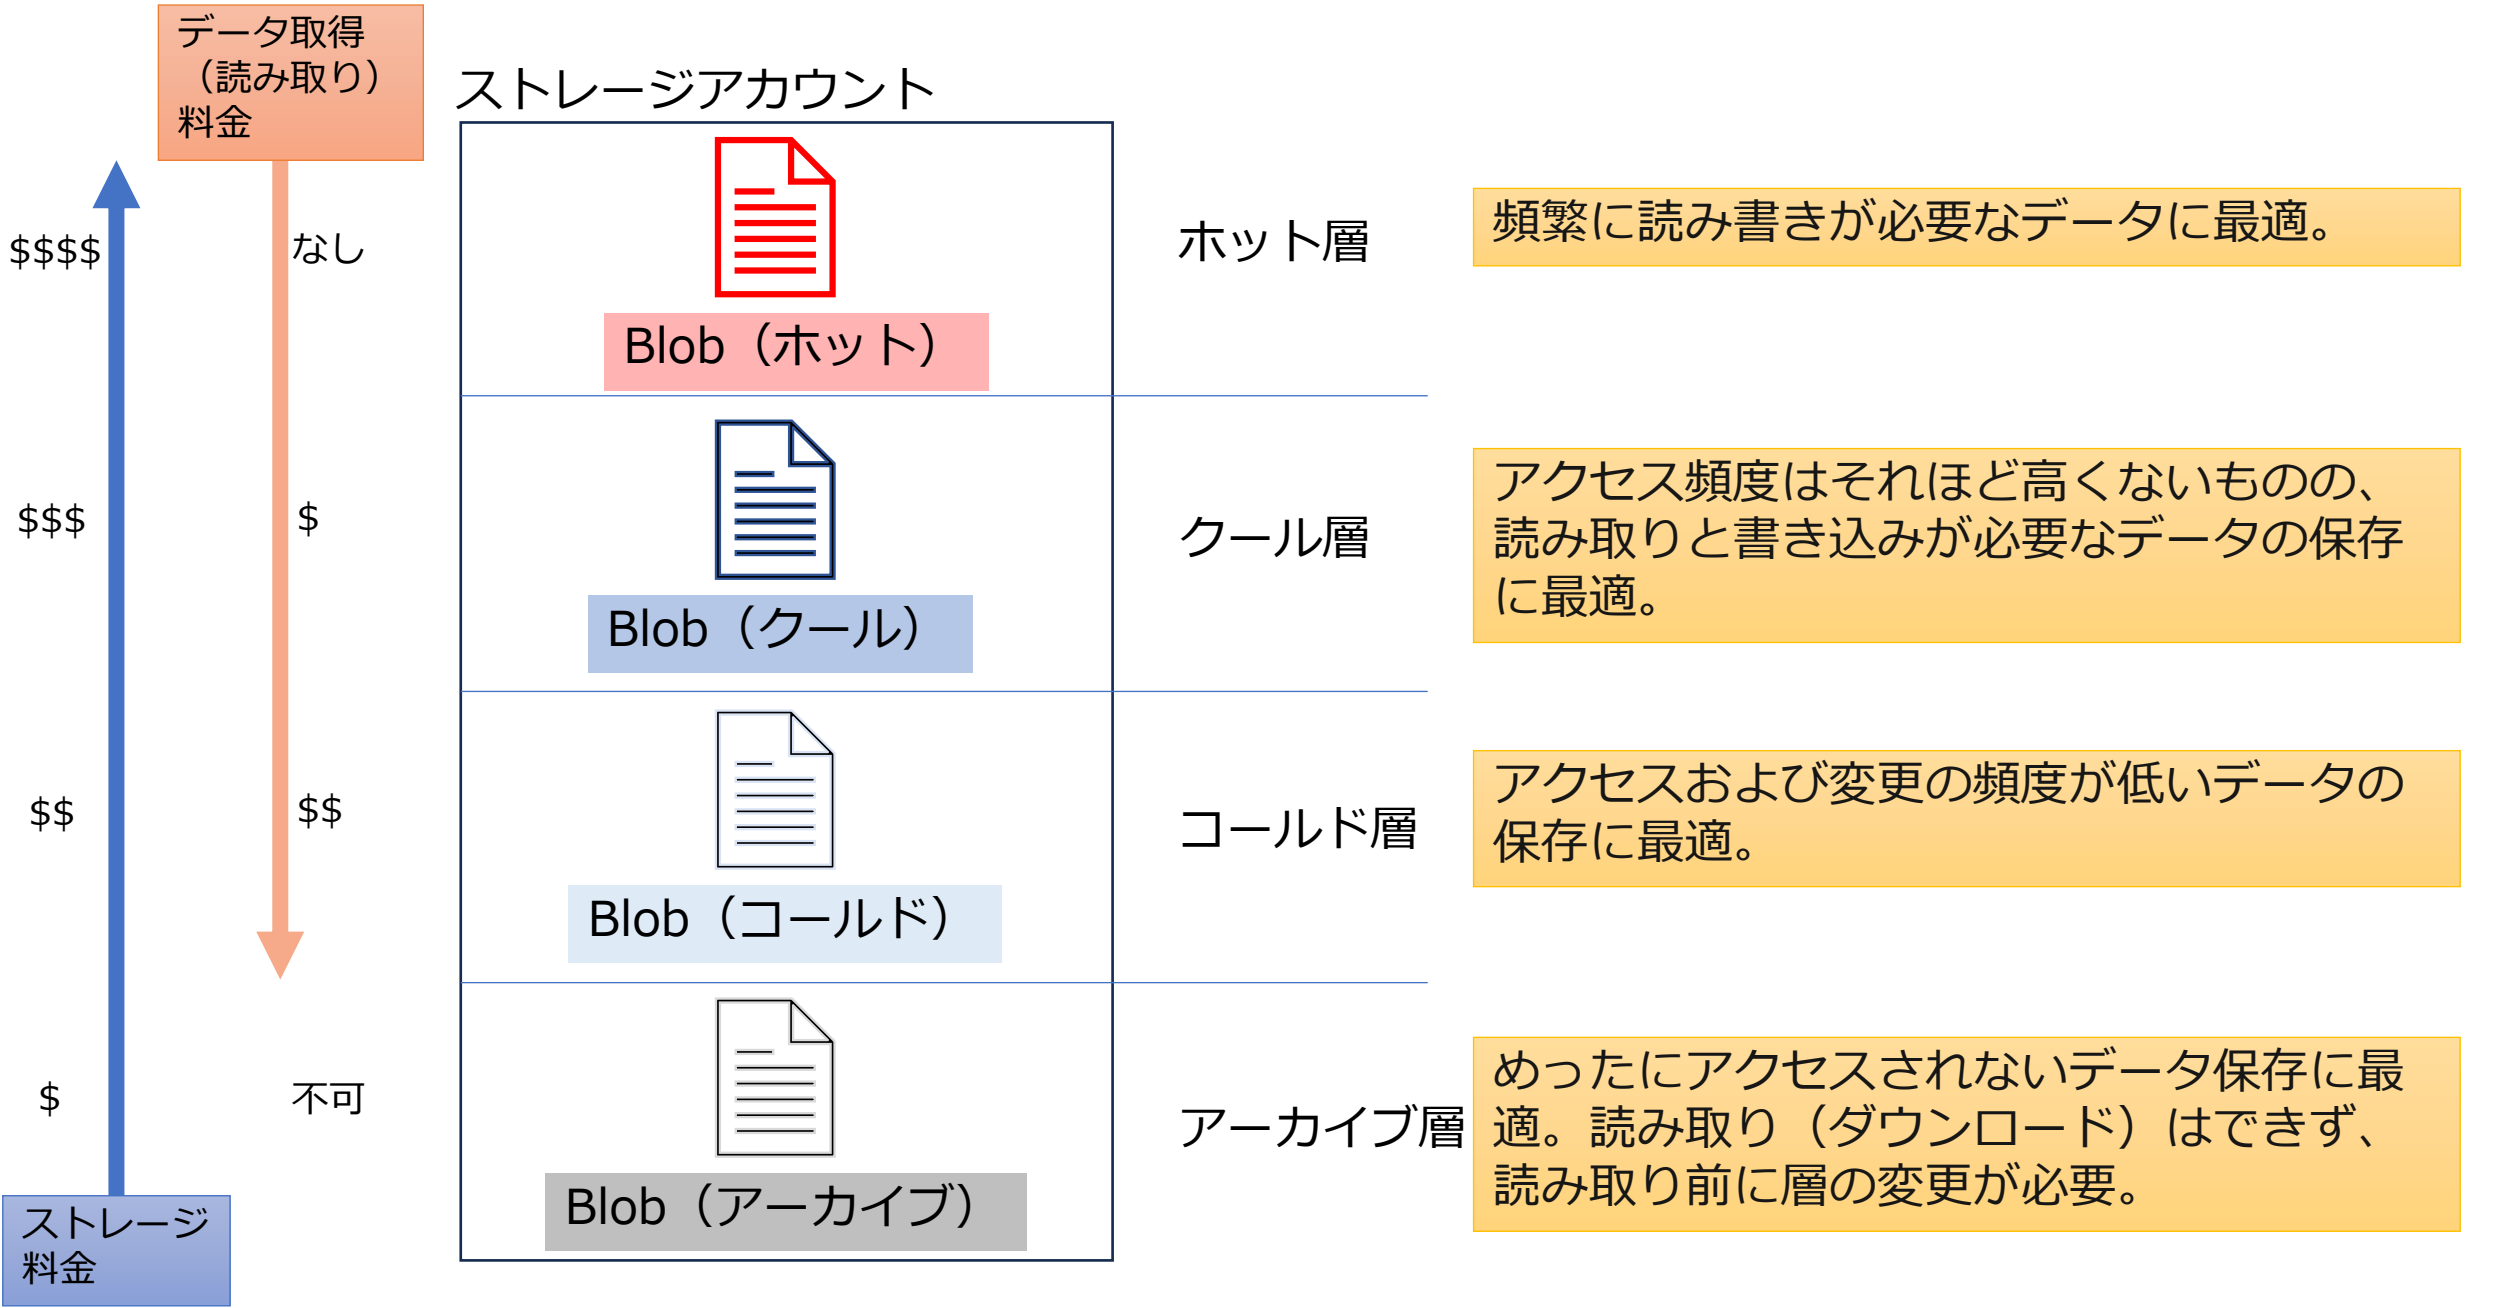 データ取得
（読み取り）
料金
ストレージアカウント
$$$$
なし
Blob（ホット）
ホット層
頻繁に読み書きが必要なデータに最適。
$$$
$
Blob（クール）
クール層
アクセス頻度はそれほど高くないものの、
読み取りと書き込みが必要なデータの保存
に最適。
$$
$$
Blob（コールド）
コールド層
アクセスおよび変更の頻度が低いデータの
保存に最適。
$
不可
Blob（アーカイブ）
アーカイブ層
めったにアクセスされないデータ保存に最
適。読み取り（ダウンロード）はできず、
読み取り前に層の変更が必要。
ストレージ
料金